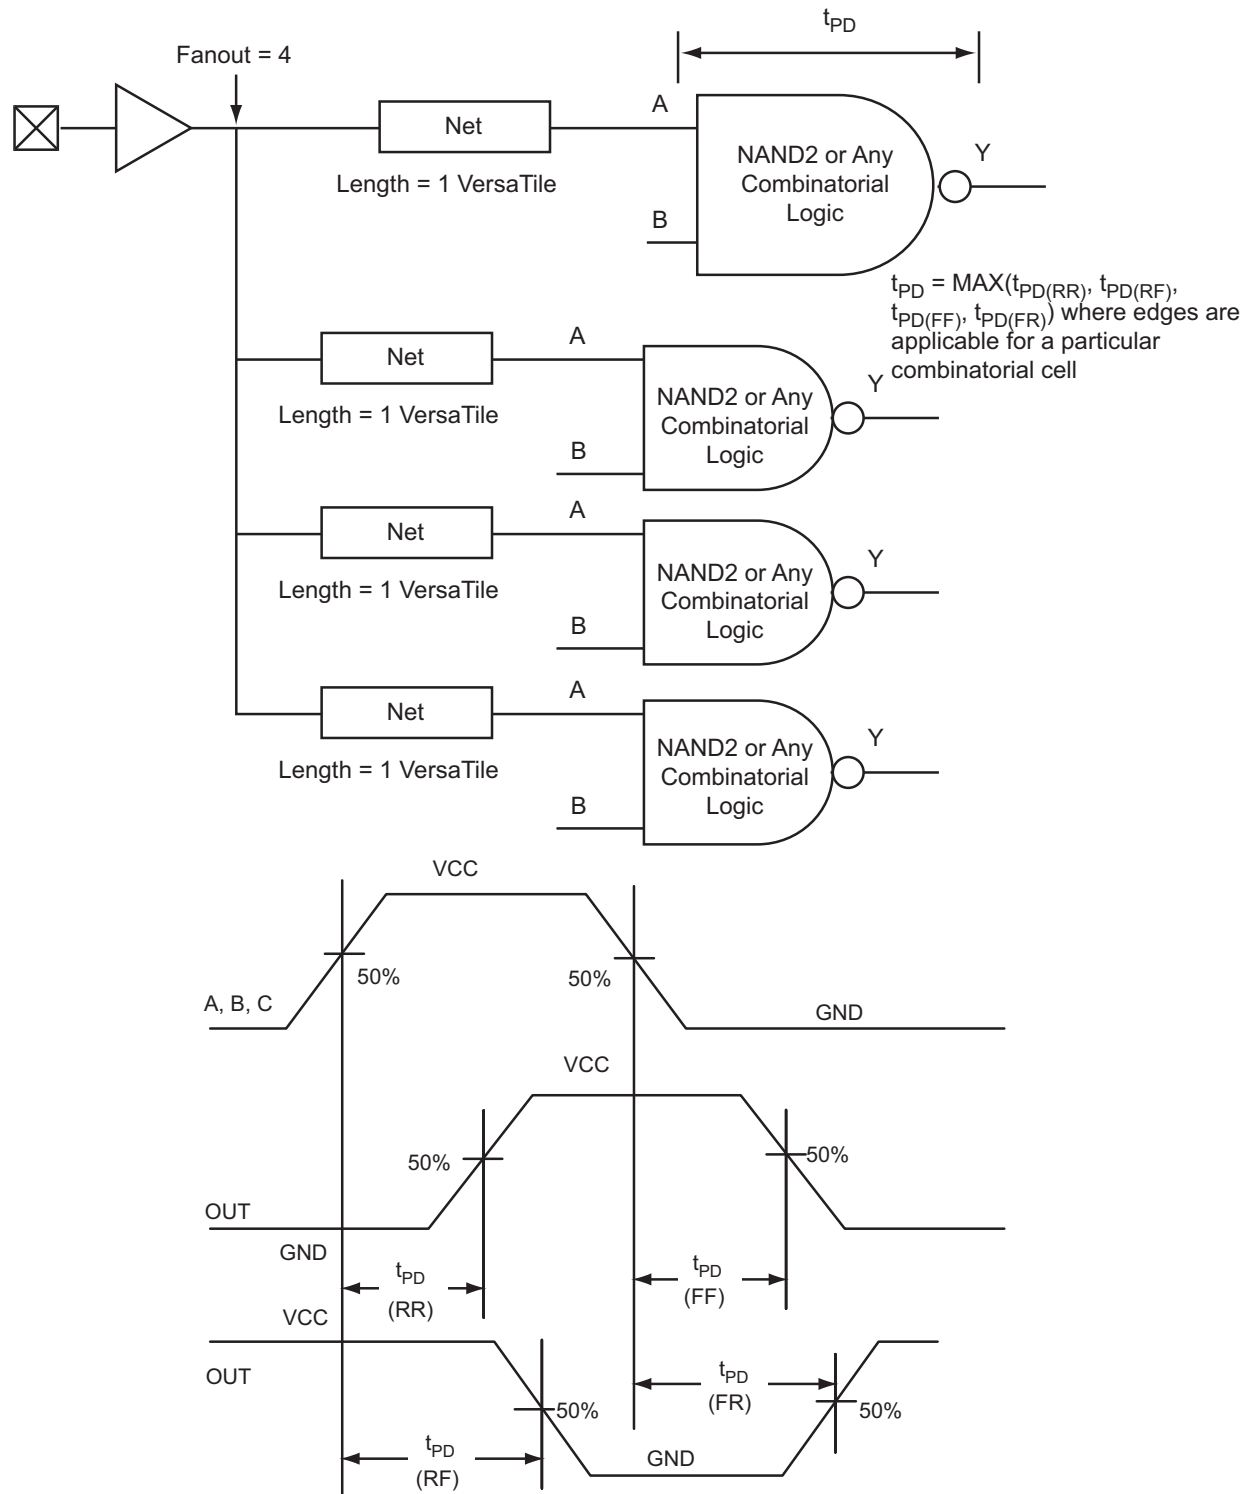 tPD
Fanout = 4
A
Net
NAND2 or Any
Combinatorial
Logic
Y
Length = 1 VersaTile
B
tPD = MAX(tPD(RR), tPD(RF),
tPD(FF), tPD(FR)) where edges are
applicable for a particular
combinatorial cell
A
Net
NAND2 or Any
Combinatorial
Logic
Y
Length = 1 VersaTile
B
A
Net
NAND2 or Any
Combinatorial
Logic
Y
Length = 1 VersaTile
B
A
Net
NAND2 or Any
Combinatorial
Logic
Y
Length = 1 VersaTile
B
VCC
50%
50%
A, B, C
GND
VCC
50%
50%
OUT
GND
tPD
(RR)
tPD
(FF)
VCC
OUT
tPD
(FR)
50%
50%
tPD
(RF)
GND